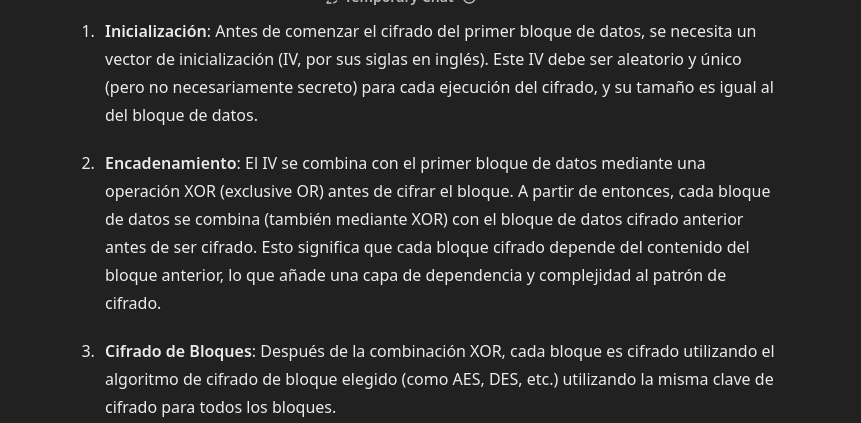 Temporary Chat
1. Inicialización: Antes de comenzar el cifrado del primer bloque de datos, se necesita un
vector de inicialización (IV, por sus siglas en inglés). Este IV debe ser aleatorio y único
(pero no necesariamente secreto) para cada ejecución del cifrado, y su tamaño es igual al
del bloque de datos.
2. Encadenamiento: El IV se combina con el primer bloque de datos mediante una
operación XOR (exclusive OR) antes de cifrar el bloque. A partir de entonces, cada bloque
de datos se combina (también mediante XOR) con el bloque de datos cifrado anterior
antes de ser cifrado. Esto significa que cada bloque cifrado depende del contenido del
bloque anterior, lo que añade una capa de dependencia y complejidad al patrón de
cifrado.
3. Cifrado de Bloques: Después de la combinación XOR, cada bloque es cifrado utilizando el
algoritmo de cifrado de bloque elegido (como AES, DES, etc.) utilizando la misma clave de
cifrado para todos los bloques.